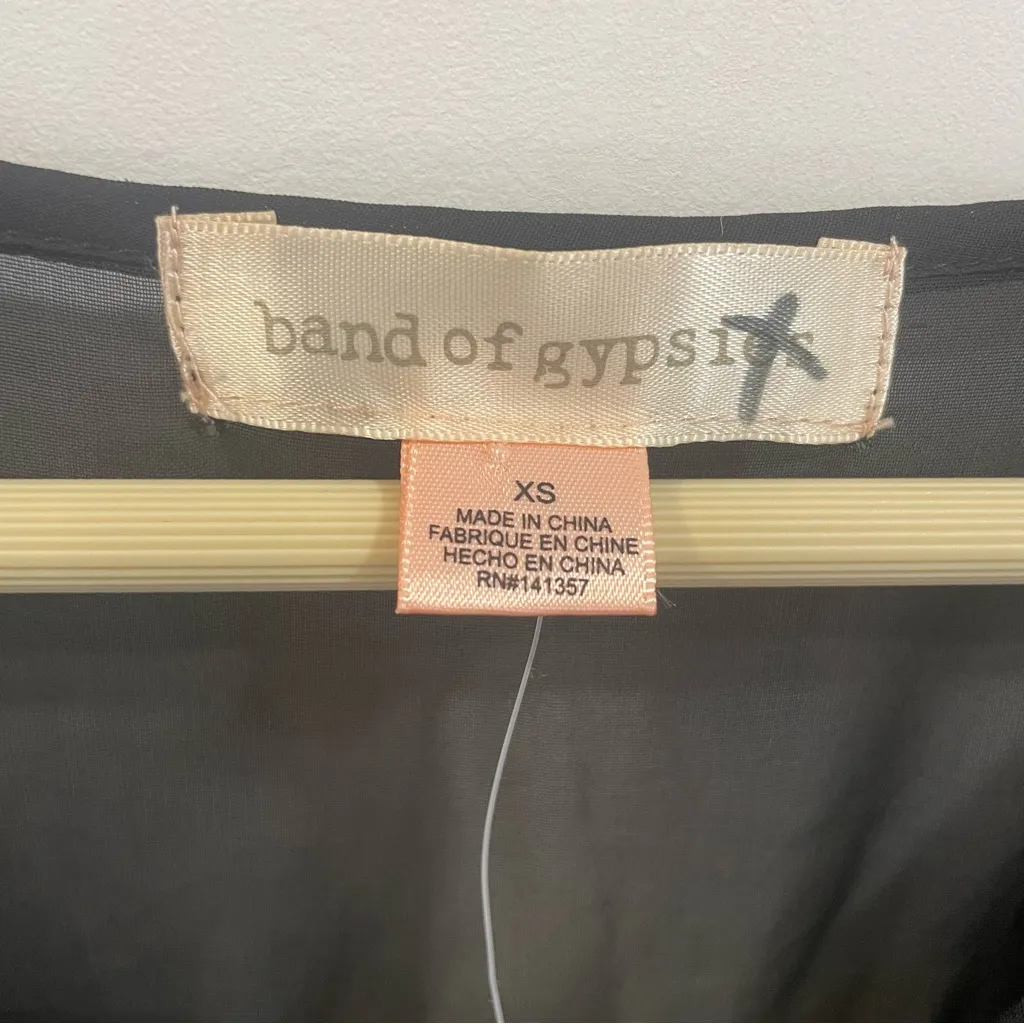 band of gypsies
XS
MADE IN CHINA
FABRIQUE EN CHINE
HECHO EN CHINA
RN#141357